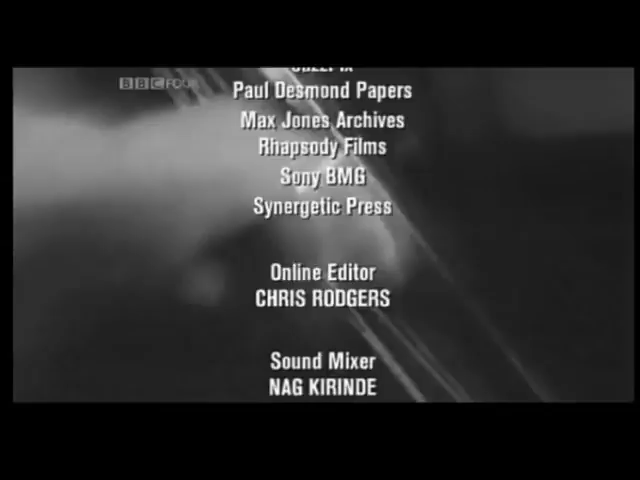 BBC FOUR
Paul Desmond Papers
Max Jones Archives
Rhapsody Films
Sony BMG
Synergetic Press
Online Editor
CHRIS RODGERS
Sound Mixer
NAG KIRINDE